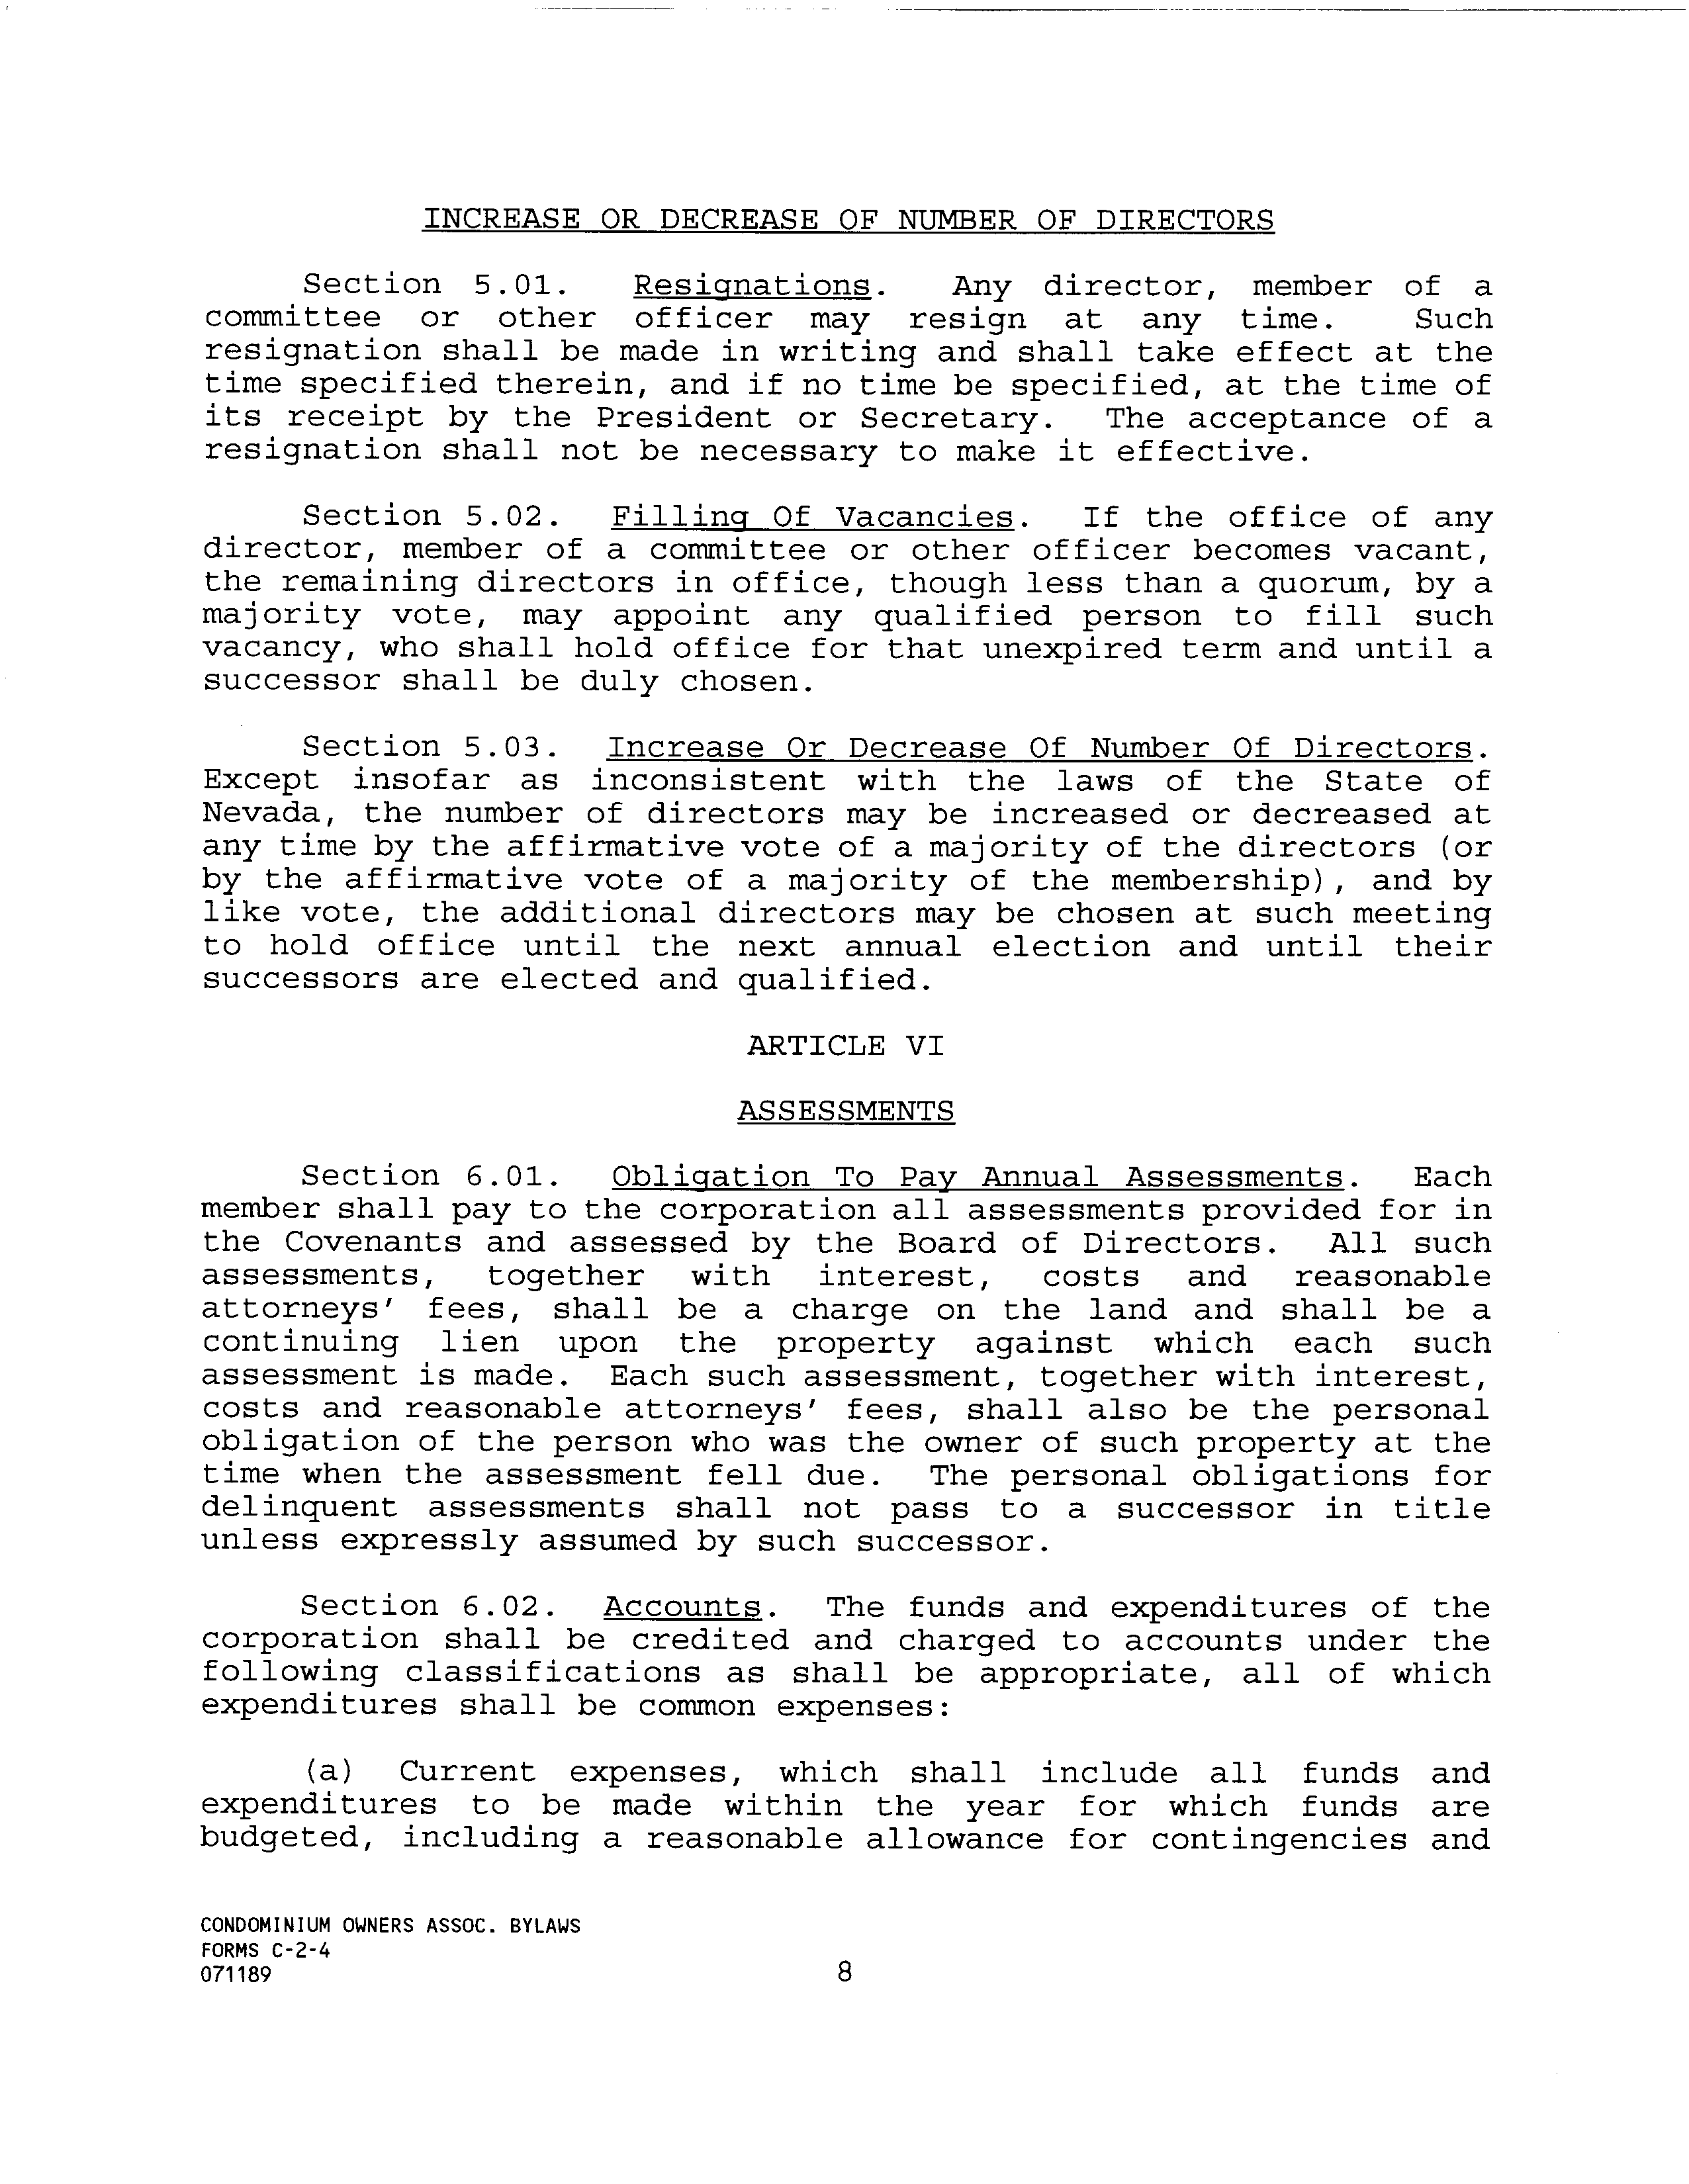 INCREASE OR DECREASE OF NUMBER OF DIRECTORS
Section 5.01. Resignations. Any director, member of a
committee or other officer may resign at any time. Such
resignation shall be made in writing and shall take effect at the
time specified therein, and if no time be specified, at the time of
its receipt by the President or Secretary. The acceptance of a
resignation shall not be necessary to make it effective.
Section 5.02. Filling Of Vacancies. If the office of any
director, member of a committee or other officer becomes vacant,
the remaining directors in office, though less than a quorum, by a
majority vote, may appoint any qualified person to fill such
vacancy, who shall hold office for that unexpired term and until a
successor shall be duly chosen.
Section 5.03. Increase Or Decrease Of Number Of Directors.
Except insofar as inconsistent with the laws of the State of
Nevada, the number of directors may be increased or decreased at
any time by the affirmative vote of a majority of the directors (or
by the affirmative vote of a majority of the membership), and by
like vote, the additional directors may be chosen at such meeting
to hold office until the next annual election and until their
successors are elected and qualified.
ARTICLE VI
ASSESSMENTS
Section 6.01. Obligation To Pay Annual Assessments. Each
member shall pay to the corporation all assessments provided for in
the Covenants and assessed by the Board of Directors. All such
assessments, together with interest, costs and reasonable
attorneys' fees, shall be a charge on the land and shall be a
continuing lien upon the property against which each such
assessment is made. Each such assessment, together with interest,
costs and reasonable attorneys' fees, shall also be the personal
obligation of the person who was the owner of such property at the
time when the assessment fell due. The personal obligations for
delinquent assessments shall not pass to a successor in title
unless expressly assumed by such successor.
Section 6.02. Accounts. The funds and expenditures of the
corporation shall be credited and charged to accounts under the
following classifications as shall be appropriate, all of which
expenditures shall be common expenses:
(a) Current expenses, which shall include all funds and
expenditures to be made within the year for which funds are
budgeted, including a reasonable allowance for contingencies and
CONDOMINIUM OWNERS ASSOC. BYLAWS
FORMS C-2-4
071189
8